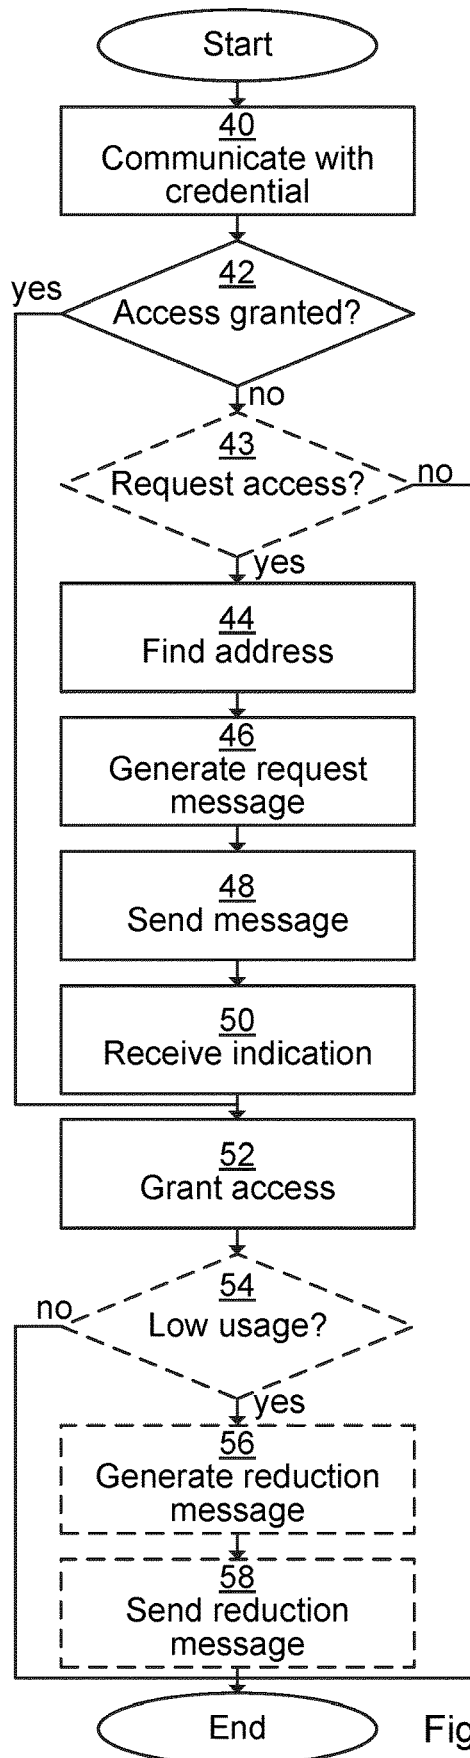 Start
40
Communicate with
credential
yes
42
Access granted?
no
43
Request access?
no
yes
44
Find address
46
Generate request
message
48
Send message
50
Receive indication
52
Grant access
no
54
Low usage?
yes
56
Generate reduction
message
58
Send reduction
message
End
Fig